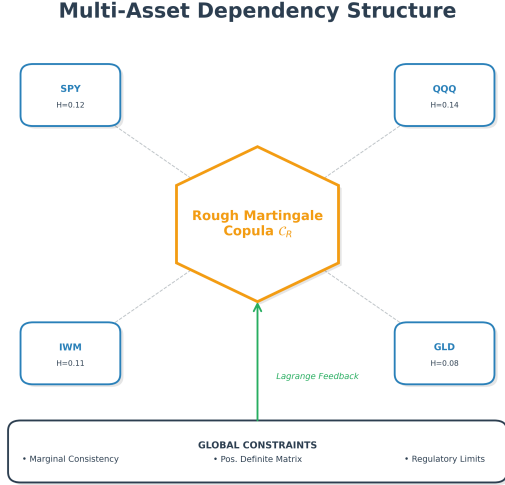 Multi-Asset Dependency Structure
SPY
H=0.12
QQQ
H=0.14
Rough Martingale
Copula 𝒞_R
IWM
H=0.11
GLD
H=0.08
Lagrange Feedback
GLOBAL CONSTRAINTS
• Marginal Consistency • Pos. Definite Matrix • Regulatory Limits